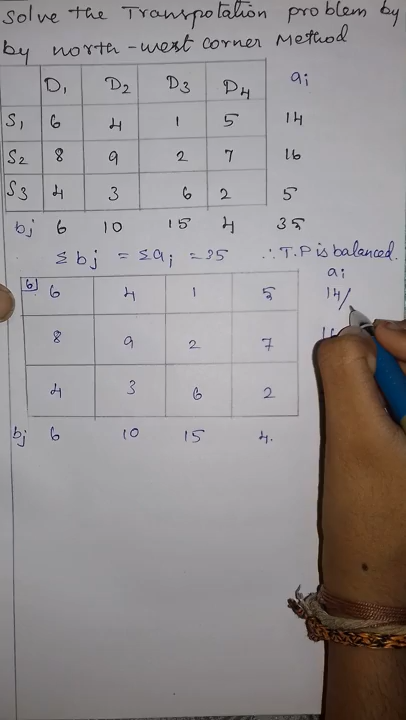 Solve the Transpotation problem by
by north-west corner Method
D1 D2 D3 D4 ai
S1 6 4 1 5 14
S2 8 9 2 7 16
S3 4 3 6 2 5
bj 6 10 15 4 35
Σbj = Σai = 35 ∴ T.P is balanced.
ai
6 6 4 1 5 14/
8 9 2 7
4 3 6 2
bj 6 10 15 4.